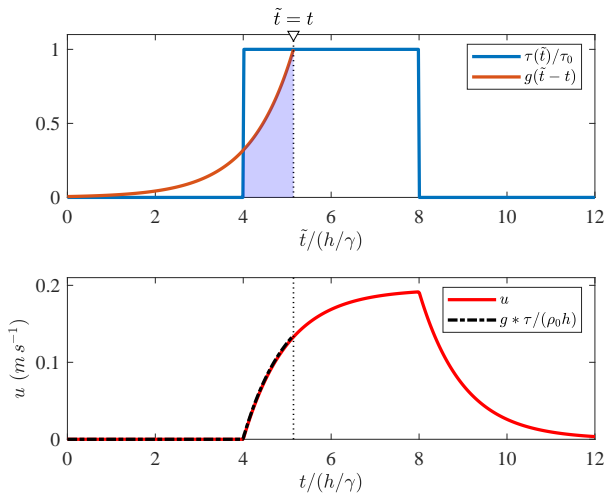 t̃ = t
1
0.5
0
τ(t̃)/τ₀
g(t̃ − t)
0 2 4 6 8 10 12
t̃/(h/γ)
0.2
0.1
0
u (m s⁻¹)
u
g ∗ τ/(ρ₀h)
0 2 4 6 8 10 12
t/(h/γ)